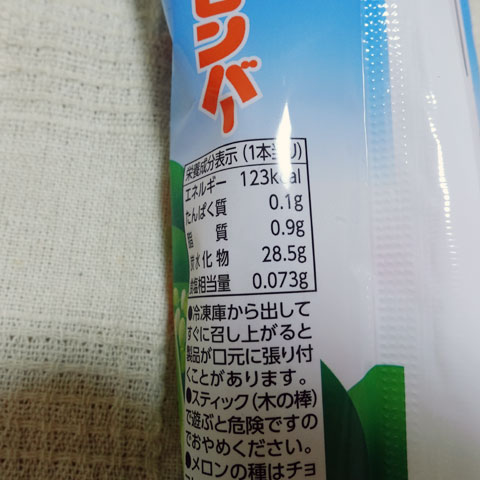 ロンバー
栄養成分表示(1本当り)
エネルギー 123kcal
たんぱく質 0.1g
脂質 0.9g
炭水化物 28.5g
食塩相当量 0.073g
●冷凍庫から出して
すぐに召し上がると
製品が口元に張り付
くことがあります。
●スティック(木の棒)
で遊ぶと危険ですの
でおやめください。
●メロンの種はチョ